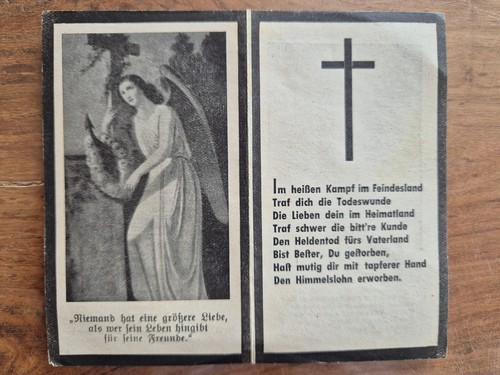 „Niemand hat eine größere Liebe,
als wer sein Leben hingibt
für seine Freunde."
Im heißen Kampf im Feindesland
Traf dich die Todeswunde
Die Lieben dein im Heimatland
Traf schwer die bitt're Kunde
Den Heldentod fürs Vaterland
Bist Bester, Du gestorben,
Hast mutig dir mit tapferer Hand
Den Himmelslohn erworben.